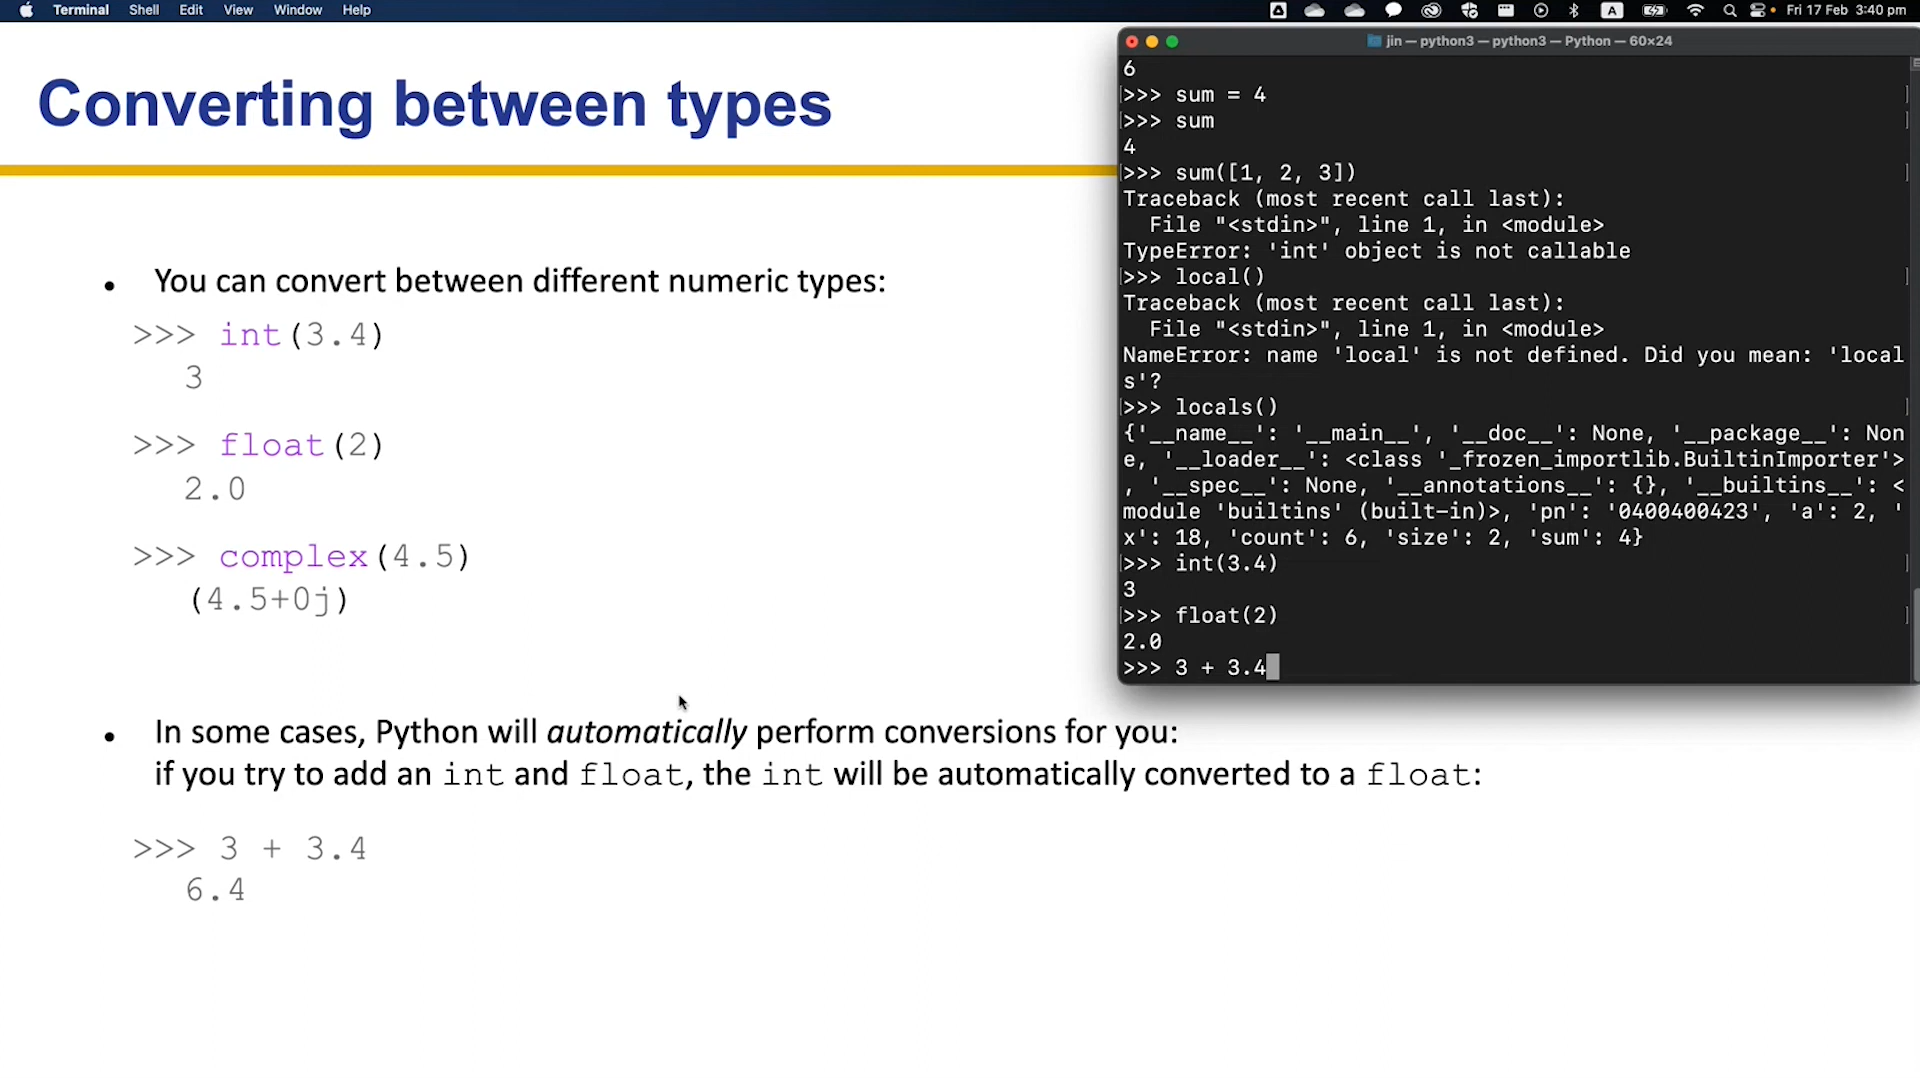 Terminal Shell Edit View Window Help
A
Fri 17 Feb 3:40 pm
Converting between types
• You can convert between different numeric types:
>>> int(3.4)
3
>>> float(2)
2.0
>>> complex(4.5)
(4.5+0j)
• In some cases, Python will automatically perform conversions for you:
if you try to add an int and float, the int will be automatically converted to a float:
>>> 3 + 3.4
6.4
jin — python3 — python3 — Python — 60×24
6
>>> sum = 4
>>> sum
4
>>> sum([1, 2, 3])
Traceback (most recent call last):
  File "<stdin>", line 1, in <module>
TypeError: 'int' object is not callable
>>> local()
Traceback (most recent call last):
  File "<stdin>", line 1, in <module>
NameError: name 'local' is not defined. Did you mean: 'local
s'?
>>> locals()
{'__name__': '__main__', '__doc__': None, '__package__': Non
e, '__loader__': <class '_frozen_importlib.BuiltinImporter'>
, '__spec__': None, '__annotations__': {}, '__builtins__': <
module 'builtins' (built-in)>, 'pn': '0400400423', 'a': 2, '
x': 18, 'count': 6, 'size': 2, 'sum': 4}
>>> int(3.4)
3
>>> float(2)
2.0
>>> 3 + 3.4